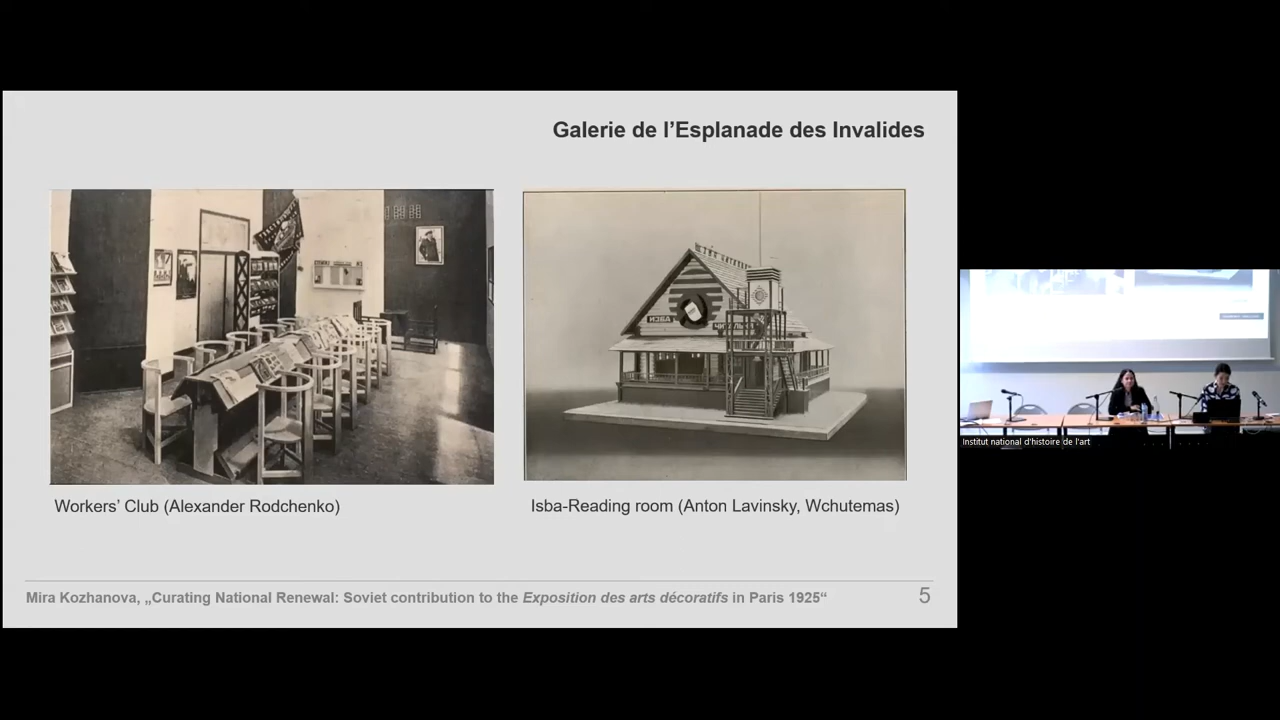 Galerie de l’Esplanade des Invalides
ИЗБА
Workers’ Club (Alexander Rodchenko)
Isba-Reading room (Anton Lavinsky, Wchutemas)
Mira Kozhanova, „Curating National Renewal: Soviet contribution to the Exposition des arts décoratifs in Paris 1925“
5
Institut national d'histoire de l'art